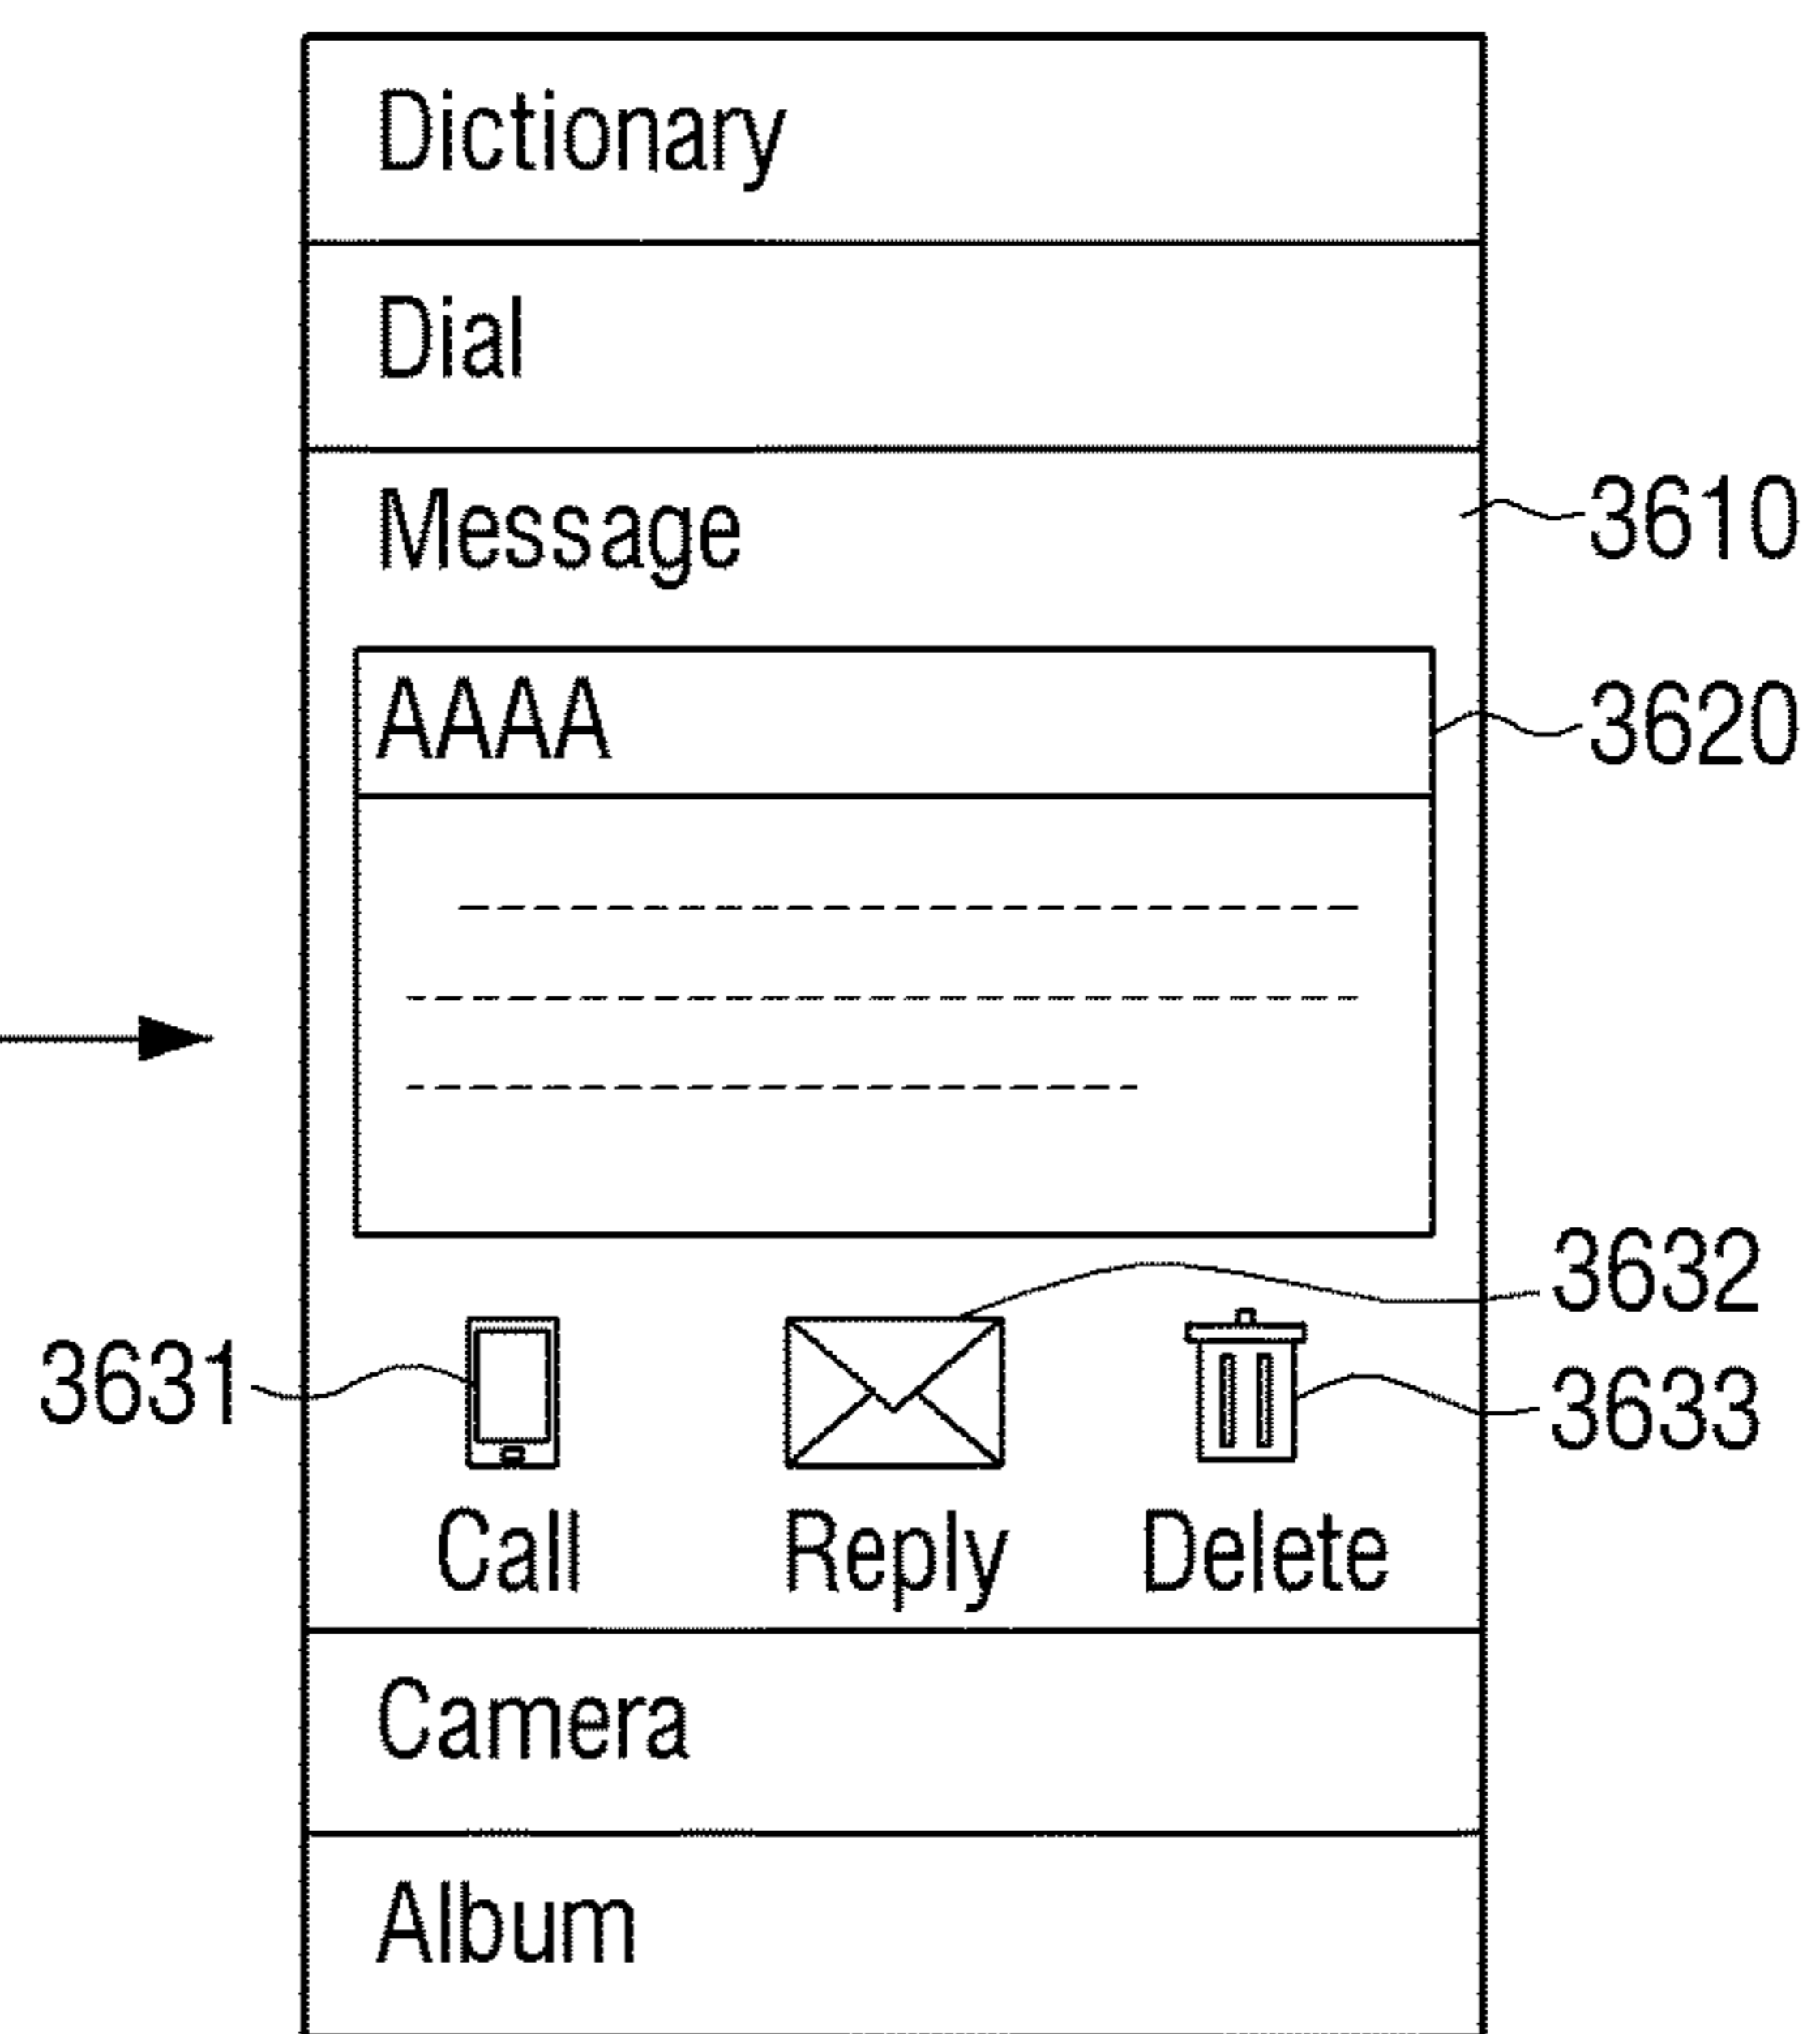 Dictionary
Dial
Message
3610
AAAA
3620
3632
3631
3633
Call Reply Delete
Camera
Album